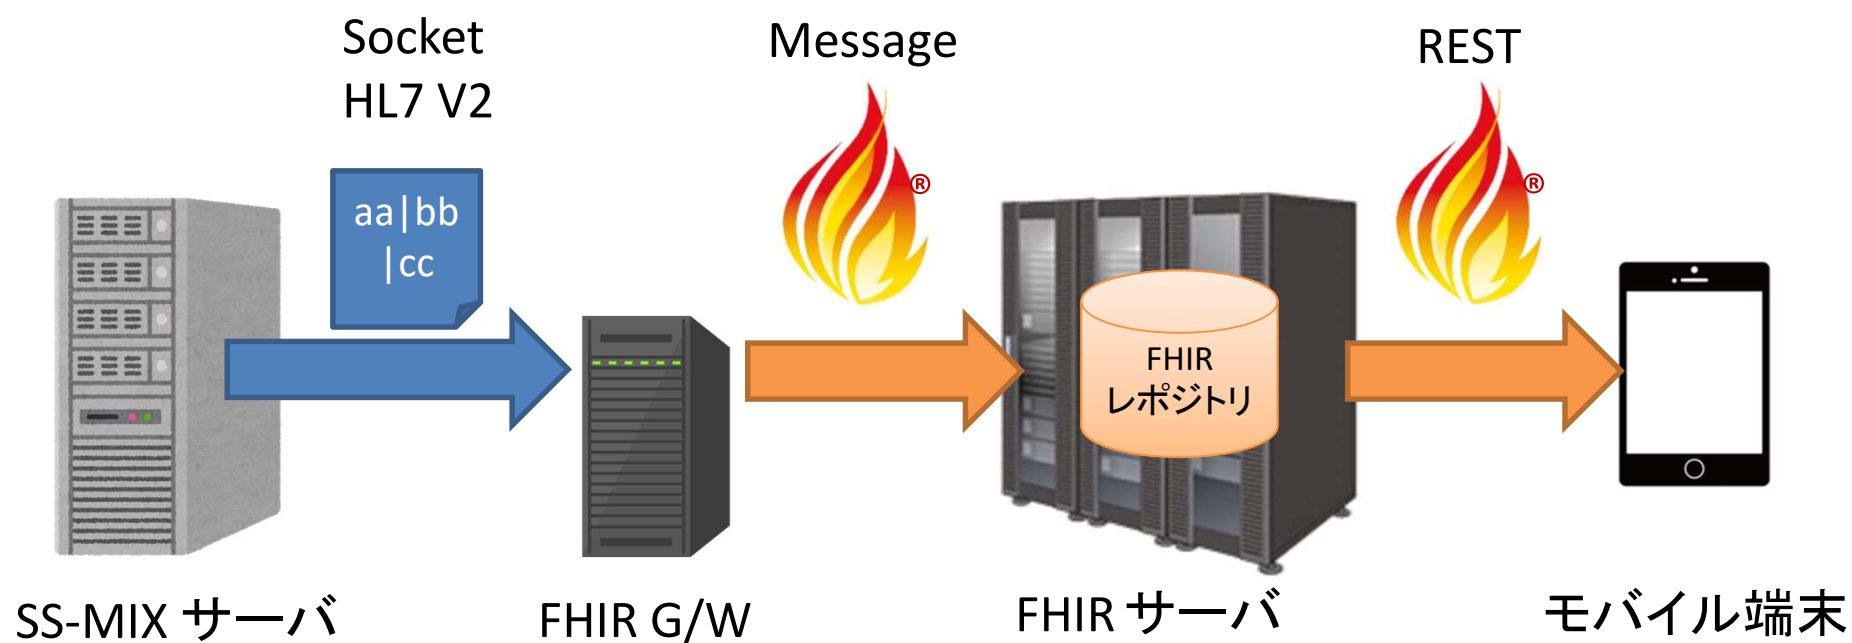 Socket
HL7 V2
aa|bb
|cc
Message
®
REST
®
FHIR
レポジトリ
SS-MIX サーバ
FHIR G/W
FHIR サーバ
モバイル端末